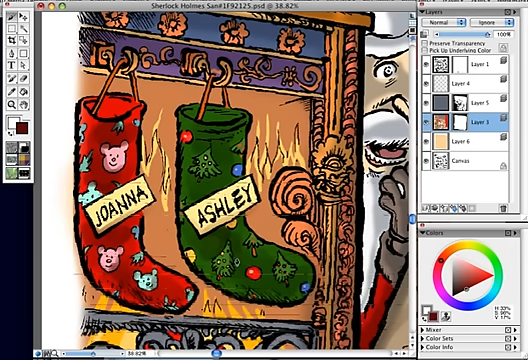 Sherlock Holmes San#1F92125.psd @ 38.82%
JOANNA
ASHLEY
38.82%
Layers
Normal
Ignore
100%
Preserve Transparency
Pick Up Underlying Color
Layer 1
Layer 4
Layer 5
Layer 3
Layer 6
Canvas
Colors
Mixer
Color Sets
Color Info